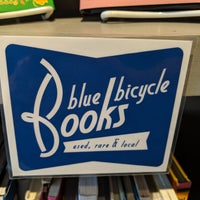 blue bicycle
Books
used, rare & local